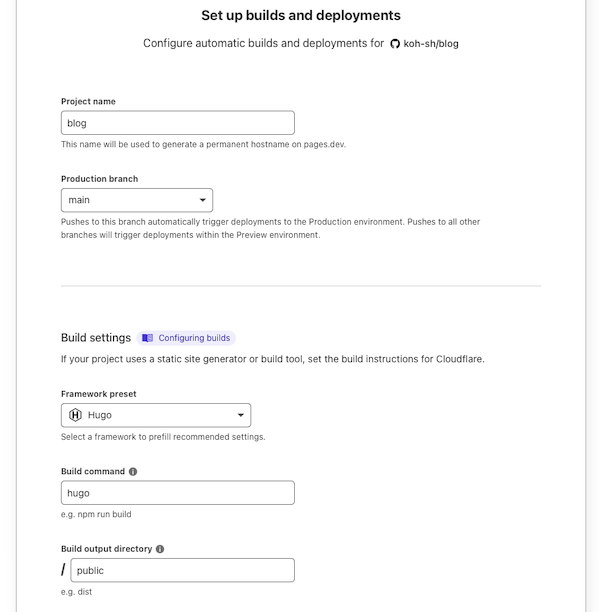 Set up builds and deployments
Configure automatic builds and deployments for koh-sh/blog
Project name
blog
This name will be used to generate a permanent hostname on pages.dev.
Production branch
main
Pushes to this branch automatically trigger deployments to the Production environment. Pushes to all other
branches will trigger deployments within the Preview environment.
Build settings Configuring builds
If your project uses a static site generator or build tool, set the build instructions for Cloudflare.
Framework preset
Hugo
Select a framework to prefill recommended settings.
Build command
hugo
e.g. npm run build
Build output directory
/ public
e.g. dist